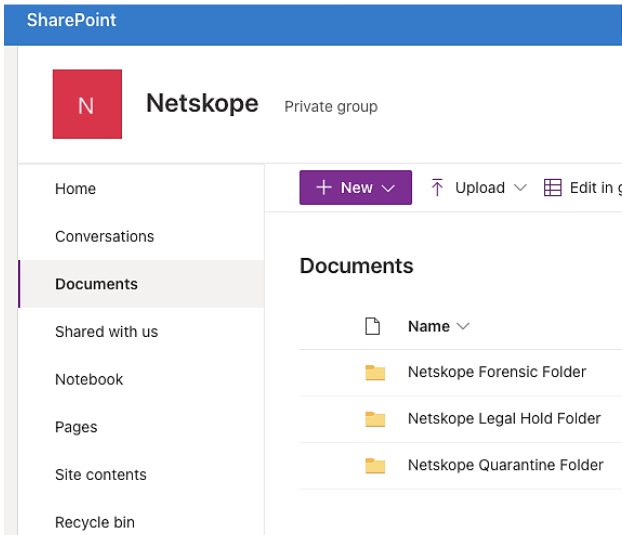 SharePoint
N
Netskope Private group
Home
Conversations
Documents
Shared with us
Notebook
Pages
Site contents
Recycle bin
New Upload Edit in
Documents
Name
Netskope Forensic Folder
Netskope Legal Hold Folder
Netskope Quarantine Folder